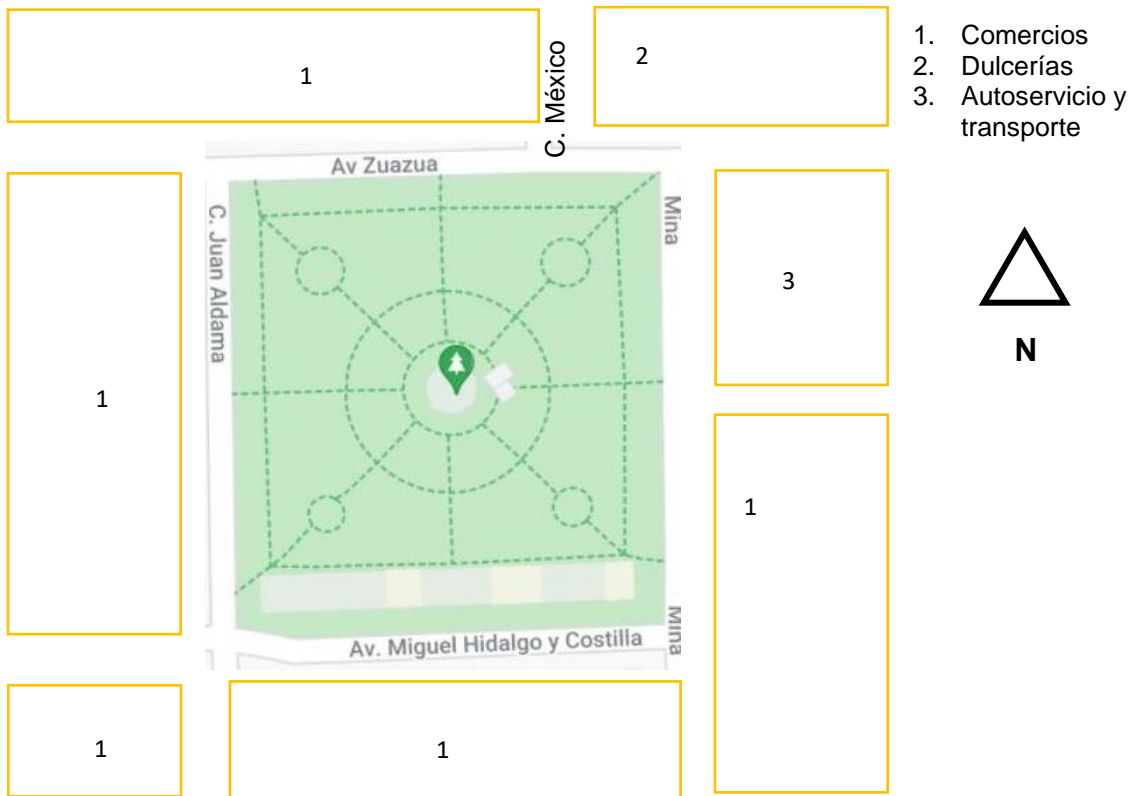 1
C. México
2
1. Comercios
2. Dulcerías
3. Autoservicio y
transporte
Av Zuazua
C. Juan Aldama
Mina
3
N
1
1
Mina
Av. Miguel Hidalgo y Costilla
1
1